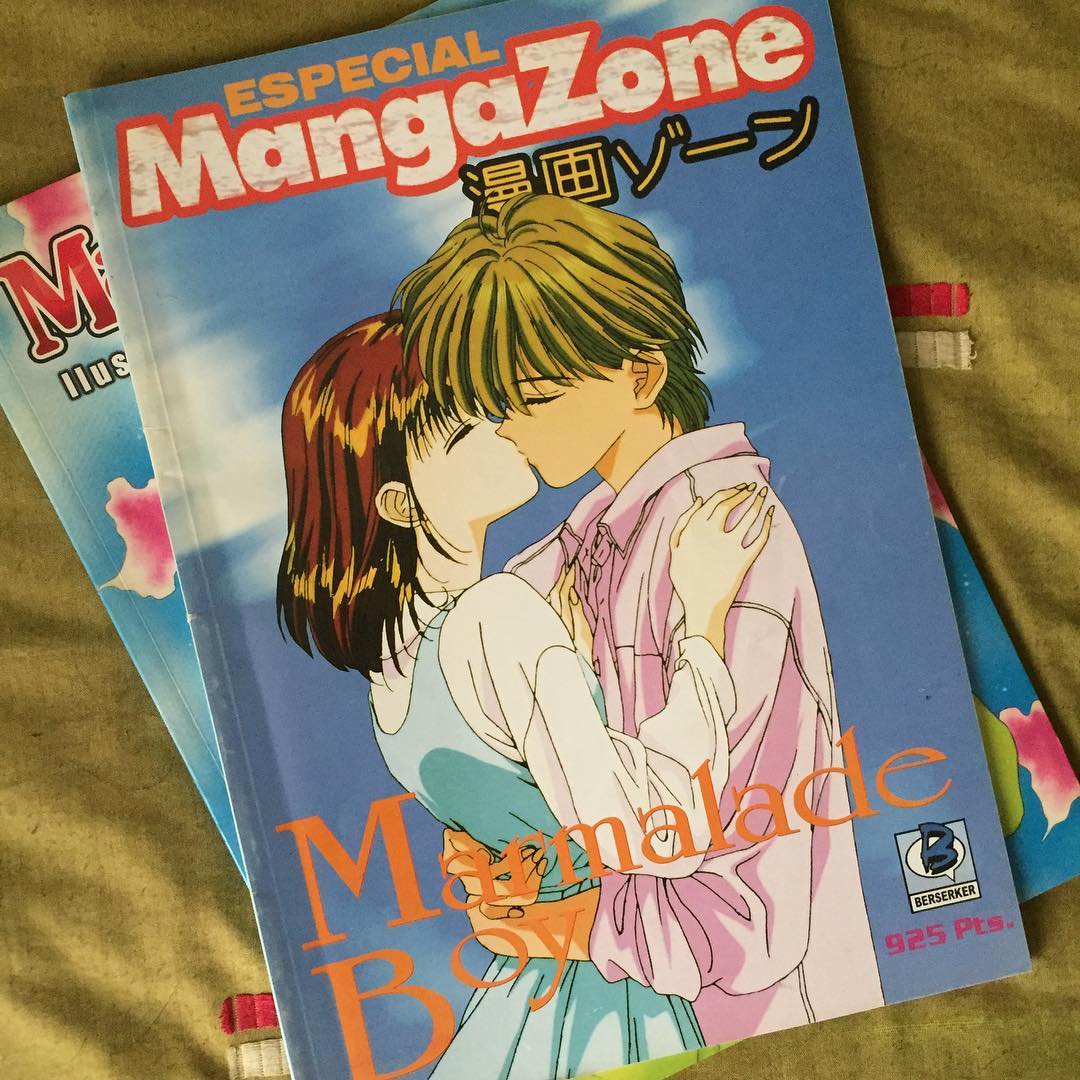 ESPECIAL
MangaZone
漫画ゾーン
Marmalade
Boy
B
BERSERKER
925 Pts.